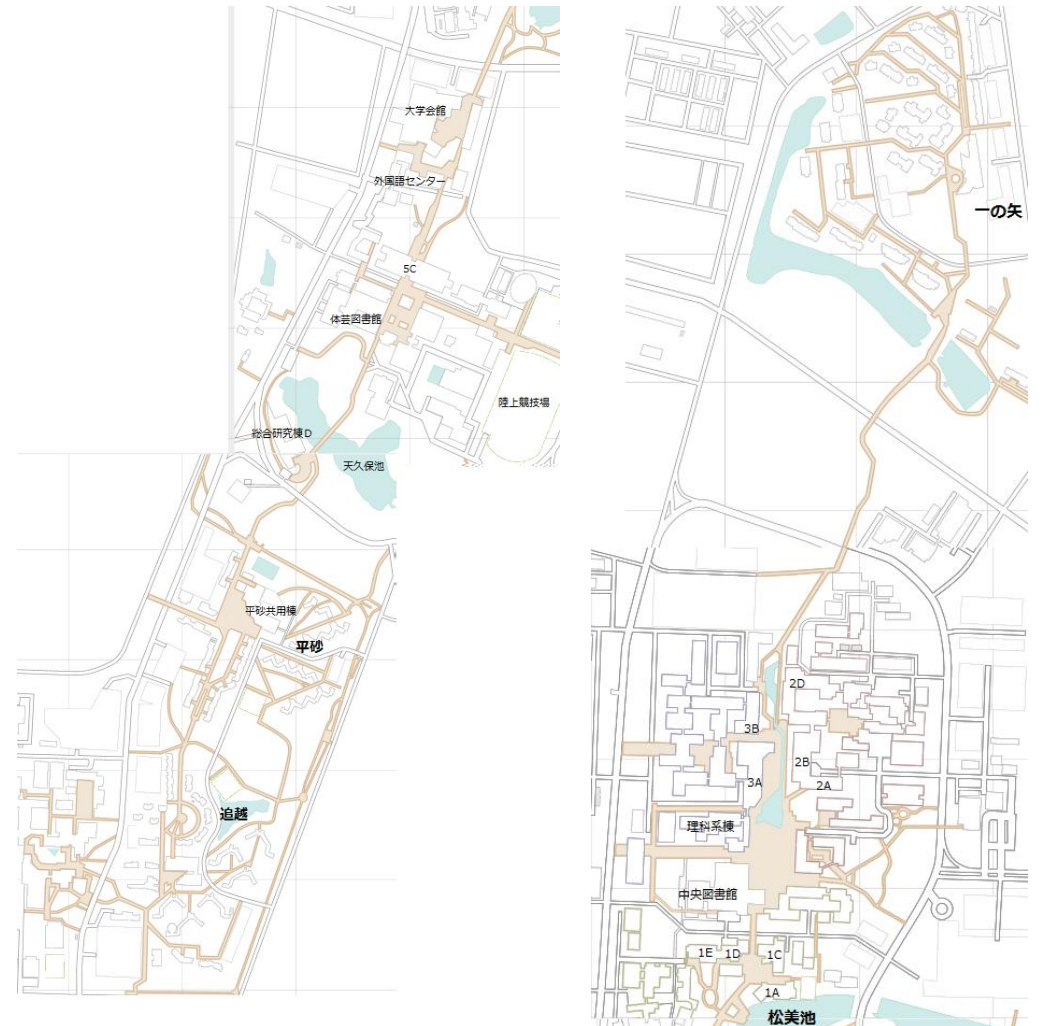 大学会館
外国語センター
5C
体芸図書館
陸上競技場
総合研究棟D
天久保池
平砂共用棟
平砂
追越
一の矢
2D
3B
2B
3A
2A
理科系棟
中央図書館
1E
1D
1C
1A
松美池